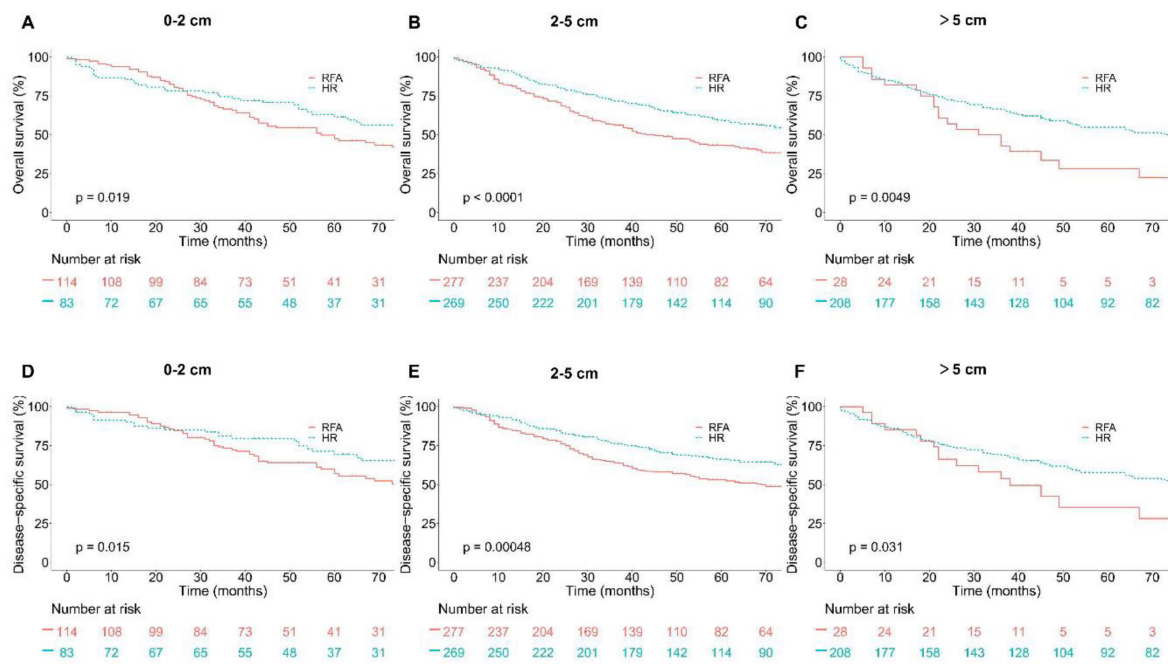 A
0-2 cm
Overall survival (%)
100
75
50
25
0
RFA
HR
p = 0.019
0 10 20 30 40 50 60 70
Time (months)
Number at risk
114 108 99 84 73 51 41 31
83 72 67 65 55 48 37 31
B
2-5 cm
Overall survival (%)
100
75
50
25
0
RFA
HR
p < 0.0001
0 10 20 30 40 50 60 70
Time (months)
Number at risk
277 237 204 169 139 110 82 64
269 250 222 201 179 142 114 90
C
> 5 cm
Overall survival (%)
100
75
50
25
0
RFA
HR
p = 0.0049
0 10 20 30 40 50 60 70
Time (months)
Number at risk
28 24 21 15 11 5 5 3
208 177 158 143 128 104 92 82
D
0-2 cm
Disease−specific survival (%)
100
75
50
25
0
RFA
HR
p = 0.015
0 10 20 30 40 50 60 70
Time (months)
Number at risk
114 108 99 84 73 51 41 31
83 72 67 65 55 48 37 31
E
2-5 cm
Disease−specific survival (%)
100
75
50
25
0
RFA
HR
p = 0.00048
0 10 20 30 40 50 60 70
Time (months)
Number at risk
277 237 204 169 139 110 82 64
269 250 222 201 179 142 114 90
F
> 5 cm
Disease−specific survival (%)
100
75
50
25
0
RFA
HR
p = 0.031
0 10 20 30 40 50 60 70
Time (months)
Number at risk
28 24 21 15 11 5 5 3
208 177 158 143 128 104 92 82